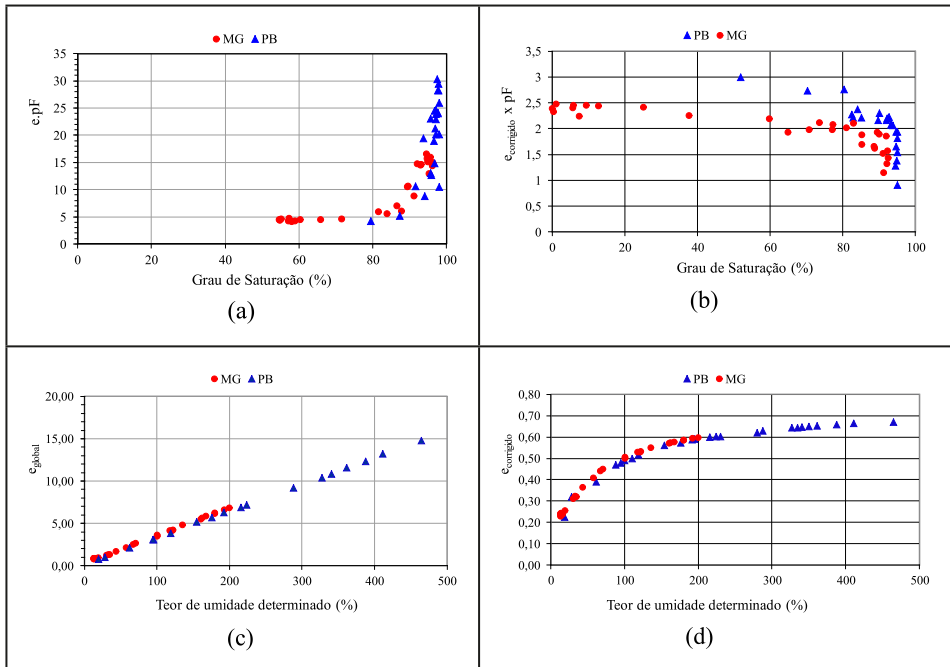 MG PB
35
30
25
20
15
10
5
0
e.pF
0 20 40 60 80 100
Grau de Saturação (%)
(a)
PB MG
3,5
3
2,5
2
1,5
1
0,5
0
e corrigido x pF
0 20 40 60 80 100
Grau de Saturação (%)
(b)
MG PB
20,00
15,00
10,00
5,00
0,00
e global
0 100 200 300 400 500
Teor de umidade determinado (%)
(c)
PB MG
0,80
0,70
0,60
0,50
0,40
0,30
0,20
0,10
0,00
e corrigido
0 100 200 300 400 500
Teor de umidade determinado (%)
(d)